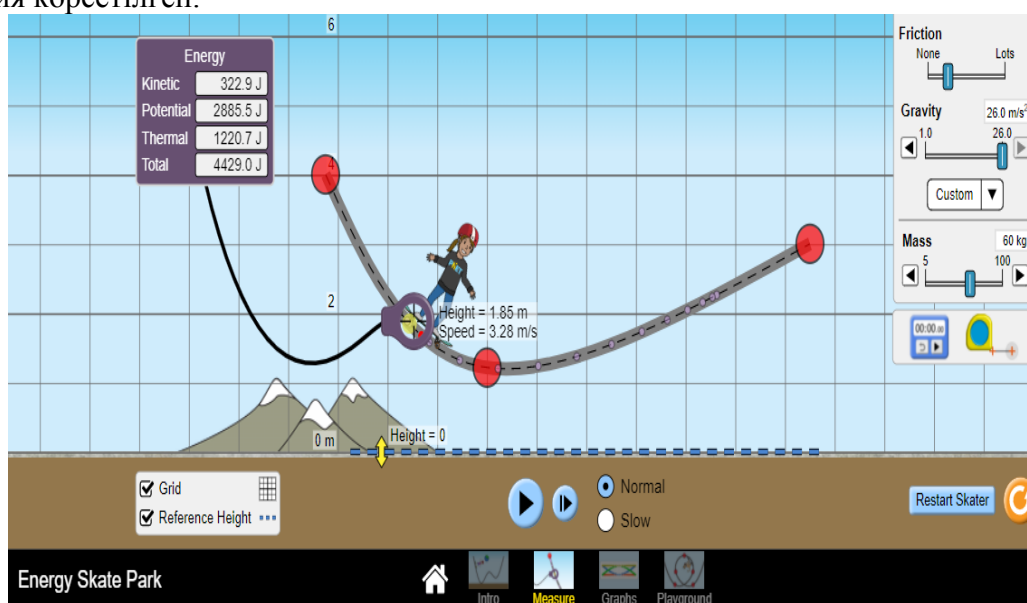 ия көрсетілген.
6
Energy
Kinetic 322.9 J
Potential 2885.5 J
Thermal 1220.7 J
Total 4429.0 J
4
2
Height = 1.85 m
Speed = 3.28 m/s
0 m
Height = 0
Friction
None Lots
Gravity 26.0 m/s²
1.0 26.0
Custom
Mass 60 kg
5 100
00:00.00
Grid
Reference Height
Normal
Slow
Restart Skater
Energy Skate Park
Intro
Measure
Graphs
Playground